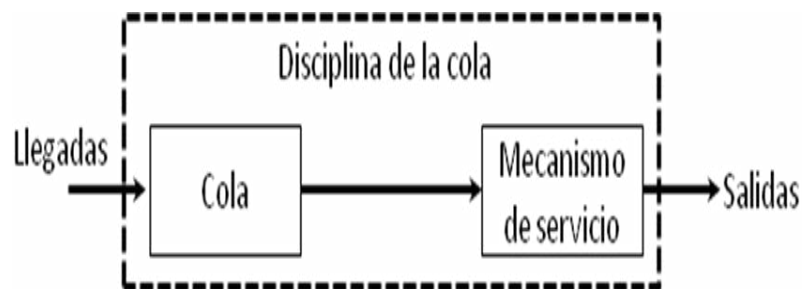 Disciplina de la cola
Llegadas
Cola
Mecanismo
de servicio
Salidas